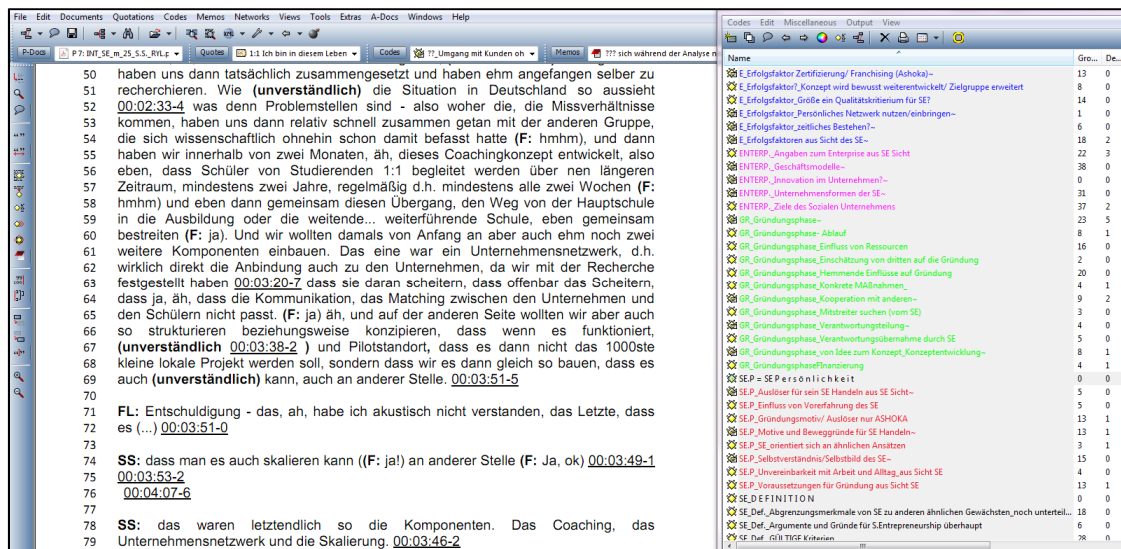 File Edit Documents Quotations Codes Memos Networks Views Tools Extras A-Docs Windows Help
P-Docs P 7: INT_SE_m_25_S.S._RYL.p Quotes 1:1 Ich bin in diesem Leben Codes ??_Umgang mit Kunden oh Memos ??? sich während der Analyse n
50 haben uns dann tatsächlich zusammengesetzt und haben ehm angefangen selber zu
51 recherchieren. Wie (unverständlich) die Situation in Deutschland so aussieht
52 00:02:33-4 was denn Problemstellen sind - also woher die, die Missverhältnisse
53 kommen, haben uns dann relativ schnell zusammen getan mit der anderen Gruppe,
54 die sich wissenschaftlich ohnehin schon damit befasst hatte (F: hmhm), und dann
55 haben wir innerhalb von zwei Monaten, äh, dieses Coachingkonzept entwickelt, also
56 eben, dass Schüler von Studierenden 1:1 begleitet werden über nen längeren
57 Zeitraum, mindestens zwei Jahre, regelmäßig d.h. mindestens alle zwei Wochen (F:
58 hmhm) und eben dann gemeinsam diesen Übergang, den Weg von der Hauptschule
59 in die Ausbildung oder die weitende... weiterführende Schule, eben gemeinsam
60 bestreiten (F: ja). Und wir wollten damals von Anfang an aber auch ehm noch zwei
61 weitere Komponenten einbauen. Das eine war ein Unternehmensnetzwerk, d.h.
62 wirklich direkt die Anbindung auch zu den Unternehmen, da wir mit der Recherche
63 festgestellt haben 00:03:20-7 dass sie daran scheitern, dass offenbar das Scheitern,
64 dass ja, äh, dass die Kommunikation, das Matching zwischen den Unternehmen und
65 den Schülern nicht passt. (F: ja) äh, und auf der anderen Seite wollten wir aber auch
66 so strukturieren beziehungsweise konzipieren, dass wenn es funktioniert,
67 (unverständlich 00:03:38-2 ) und Pilotstandort, dass es dann nicht das 1000ste
68 kleine lokale Projekt werden soll, sondern dass wir es dann gleich so bauen, dass es
69 auch (unverständlich) kann, auch an anderer Stelle. 00:03:51-5
70
71 FL: Entschuldigung - das, ah, habe ich akustisch nicht verstanden, das Letzte, dass
72 es (...) 00:03:51-0
73
74 SS: dass man es auch skalieren kann ((F: ja!) an anderer Stelle (F: Ja, ok) 00:03:49-1
75 00:03:53-2
76 00:04:07-6
77
78 SS: das waren letztendlich so die Komponenten. Das Coaching, das
79 Unternehmensnetzwerk und die Skalierung. 00:03:46-2
Codes Edit Miscellaneous Output View
Name Gro... De...
E_Erfolgsfaktor Zertifizierung/ Franchising (Ashoka)~ 13 0
E_Erfolgsfaktor?_Konzept wird bewusst weiterentwickelt/ Zielgruppe erweitert 8 0
E_Erfolgsfaktor_Größe ein Qualitätskritierium für SE? 14 0
E_Erfolgsfaktor_Persönliches Netzwerk nutzen/einbringen~ 1 0
E_Erfolgsfaktor_zeitliches Bestehen?~ 6 0
E_Erfolgsfaktoren aus Sicht des SE~ 18 2
ENTERP._Angaben zum Enterprise aus SE Sicht 22 3
ENTERP._Geschäftsmodelle~ 38 0
ENTERP._Innovation im Unternehmen?~ 0 0
ENTERP._Unternehmensformen der SE~ 31 0
ENTERP._Ziele des Sozialen Unternehmens 37 2
GR_Gründungsphase~ 23 5
GR_Gründungsphase- Ablauf 8 1
GR_Gründungsphase_Einfluss von Ressourcen 16 0
GR_Gründungsphase_Einschätzung von dritten auf die Gründung 2 0
GR_Gründungsphase_Hemmende Einflüsse auf Gründung 20 0
GR_Gründungsphase_Konkrete MAßnahmen_ 4 1
GR_Gründungsphase_Kooperation mit anderen~ 9 2
GR_Gründungsphase_Mitstreiter suchen (vom SE) 3 0
GR_Gründungsphase_Verantwortungsteilung~ 4 0
GR_Gründungsphase_Verantwortungsübernahme durch SE 5 0
GR_Gründungsphase_von Idee zum Konzept_Konzeptentwicklung~ 8 1
GR_GründungsphaseFInanzierung 4 1
SE.P = SE P e r s ö n l i c h k e i t 0 0
SE.P_Auslöser für sein SE Handeln aus SE Sicht~ 5 0
SE.P_Einfluss von Vorerfahrung des SE 5 0
SE.P_Gründungsmotiv/ Auslöser nur ASHOKA 13 1
SE.P_Motive und Beweggründe für SE Handeln~ 13 1
SE.P_SE_orientiert sich an ähnlichen Ansätzen 3 1
SE.P_Selbstverständnis/Selbstbild des SE~ 15 0
SE.P_Unvereinbarkeit mit Arbeit und Alltag_aus Sicht SE 4 0
SE.P_Voraussetzungen für Gründung aus Sicht SE 13 1
SE_D E F I N I T I O N 0 0
SE_Def._Abgrenzungsmerkmale von SE zu anderen ähnlichen Gewächsten_noch unterteil... 18 0
SE_Def._Argumente und Gründe für S.Entrepreneurship überhaupt 6 0
SE_Def._GÜLTIGE Kriterien 28 0